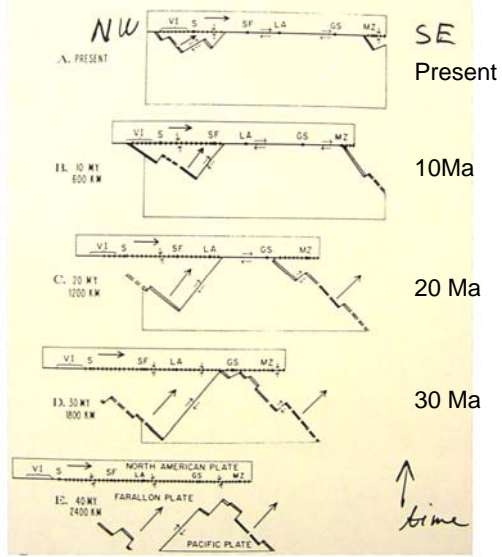 NW
SE
VI S SF LA GS MZ
A. PRESENT
Present
VI S L SF LA GS MZ
B. 10 MY
600 KM
10Ma
VI S SF LA GS MZ
C. 20 MY
1200 KM
20 Ma
VI S SF LA GS MZ
D. 30 MY
1800 KM
30 Ma
NORTH AMERICAN PLATE
VI S SF LA GS MZ
E. 40 MY
2400 KM
FARALLON PLATE
PACIFIC PLATE
time